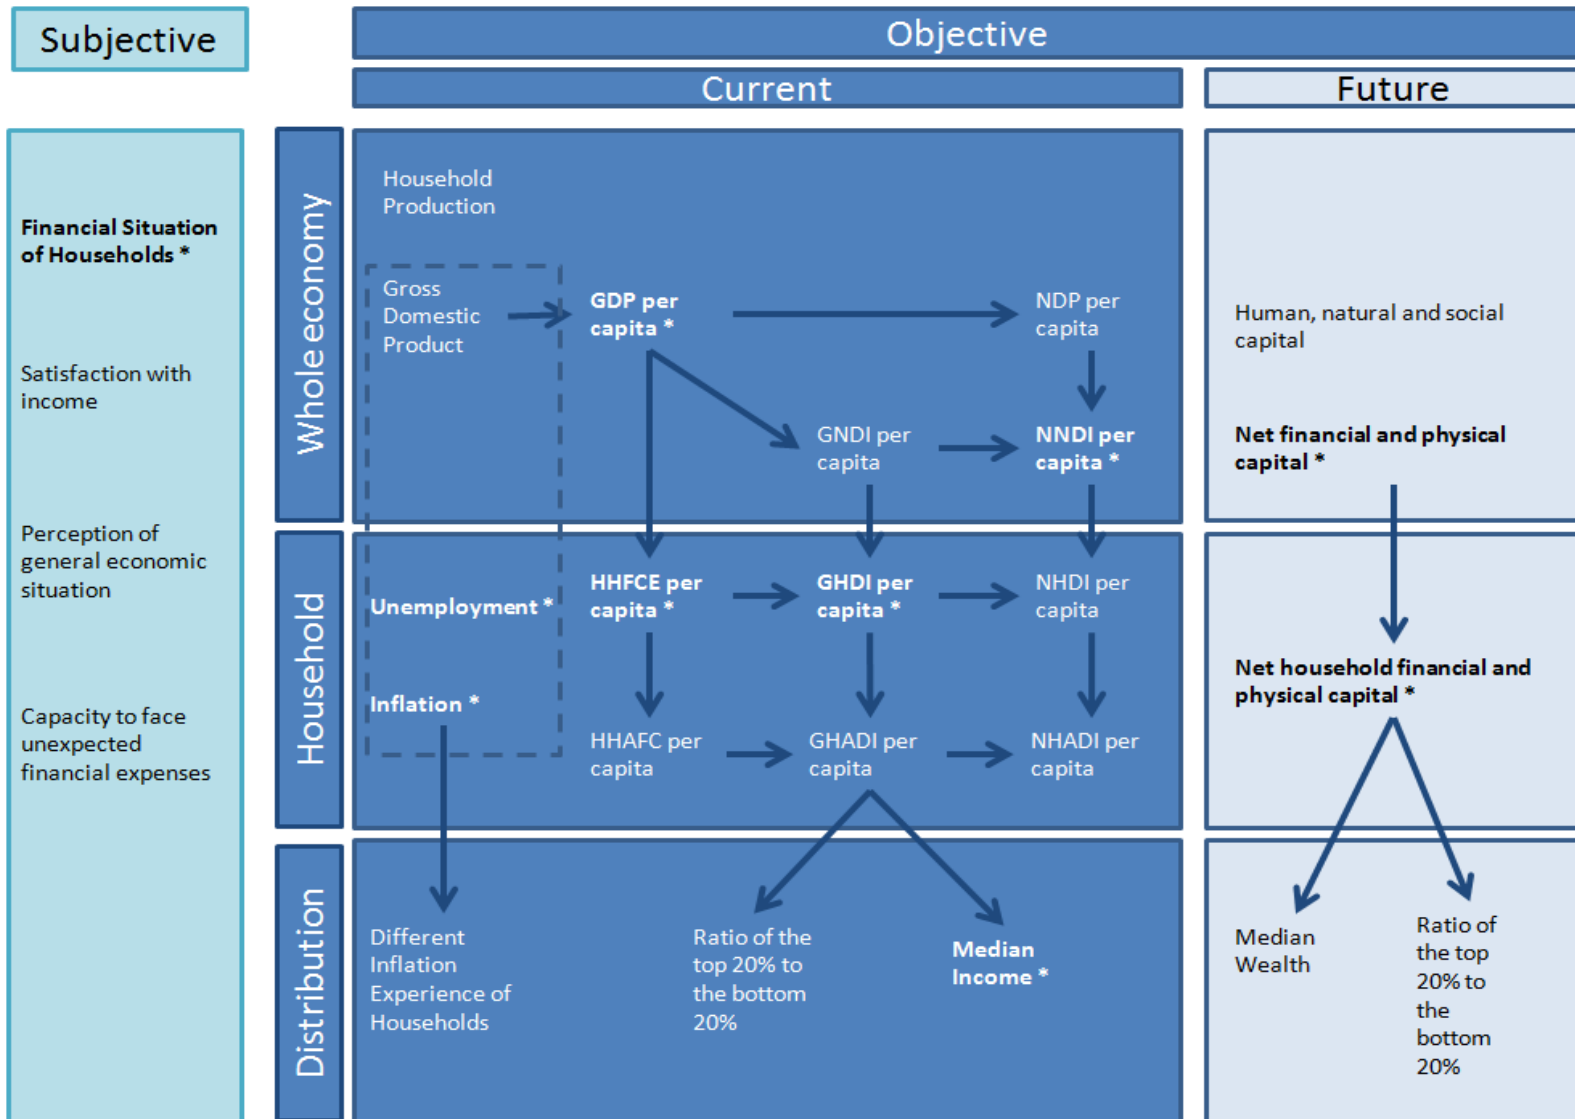 Subjective
Objective
Current
Future
Financial Situation
of Households *
Satisfaction with
income
Perception of
general economic
situation
Capacity to face
unexpected
financial expenses
Whole economy
Household
Production
Gross
Domestic
Product
GDP per
capita *
NDP per
capita
GNDI per
capita
NNDI per
capita *
Human, natural and social
capital
Net financial and physical
capital *
Household
Unemployment *
Inflation *
HHFCE per
capita *
GHDI per
capita *
NHDI per
capita
HHAFC per
capita
GHADI per
capita
NHADI per
capita
Net household financial and
physical capital *
Distribution
Different
Inflation
Experience of
Households
Ratio of the
top 20% to
the bottom
20%
Median
Income *
Median
Wealth
Ratio of
the top
20% to
the
bottom
20%